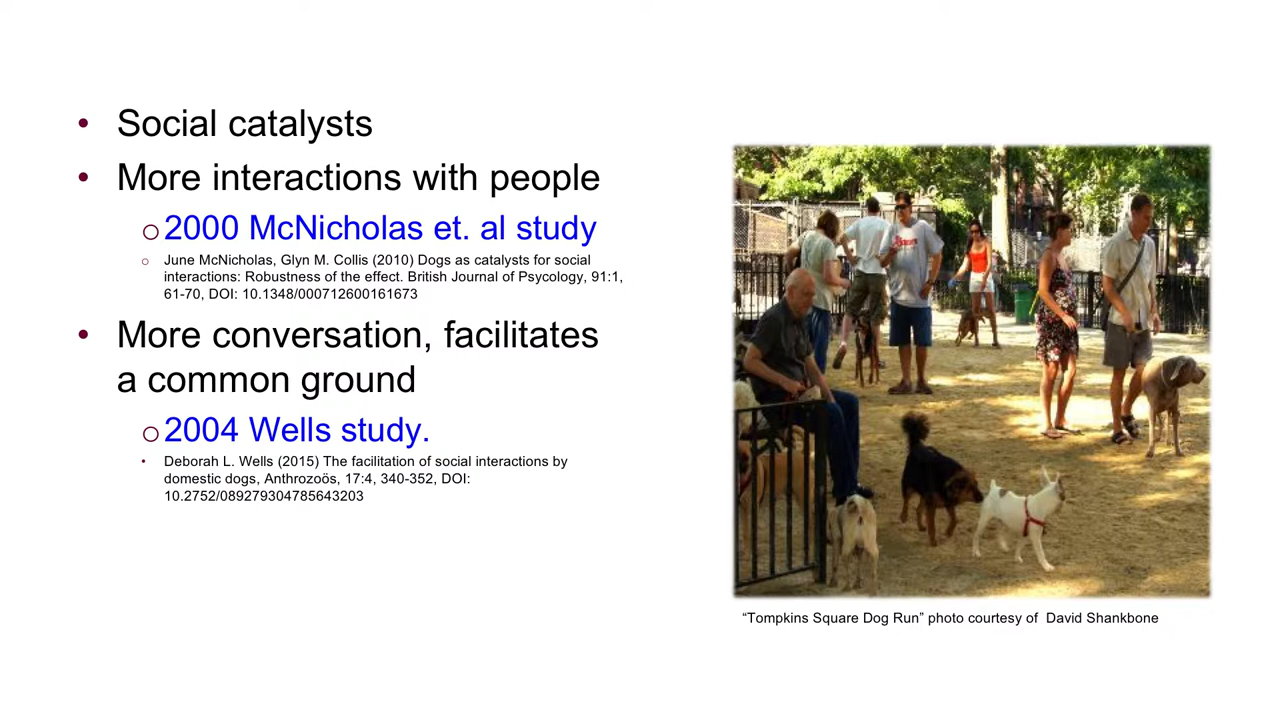 • Social catalysts
• More interactions with people
o 2000 McNicholas et. al study
o June McNicholas, Glyn M. Collis (2010) Dogs as catalysts for social
interactions: Robustness of the effect. British Journal of Psycology, 91:1,
61-70, DOI: 10.1348/000712600161673
• More conversation, facilitates
a common ground
o 2004 Wells study.
• Deborah L. Wells (2015) The facilitation of social interactions by
domestic dogs, Anthrozoös, 17:4, 340-352, DOI:
10.2752/089279304785643203
“Tompkins Square Dog Run” photo courtesy of  David Shankbone